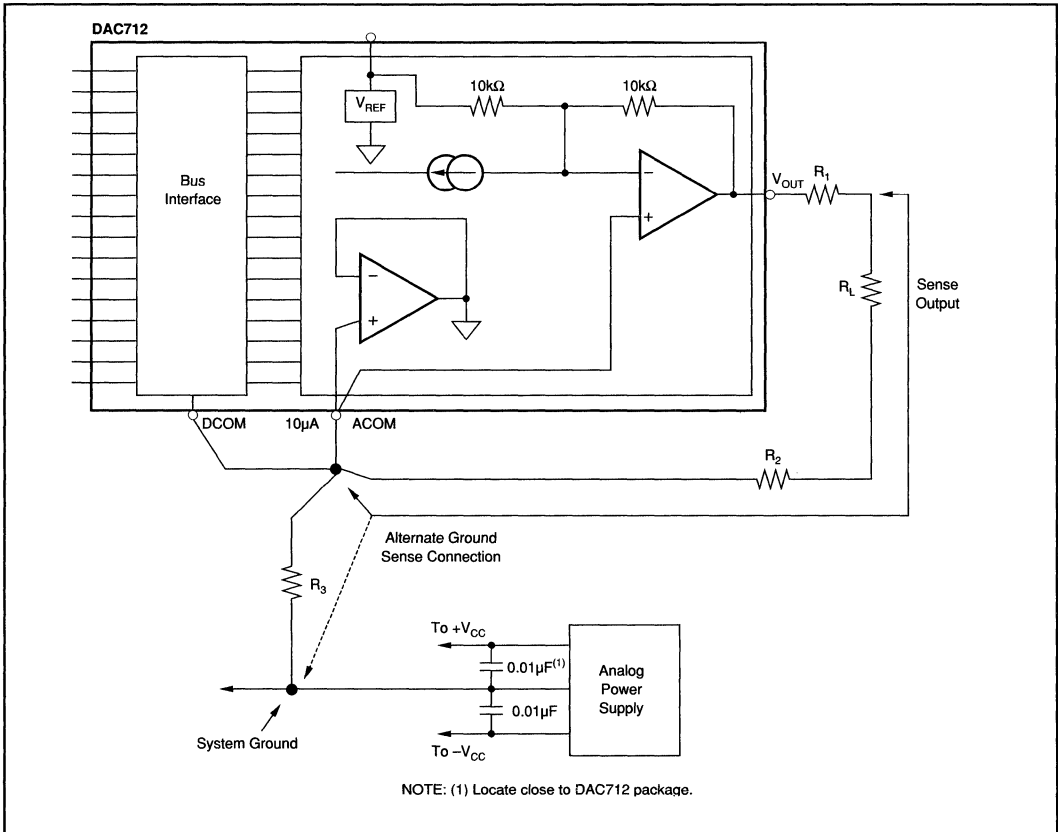 DAC712
10kΩ
10kΩ
V_REF
Bus
Interface
−
+
−
+
V_OUT
R_1
R_L
Sense
Output
DCOM
10µA
ACOM
R_2
Alternate Ground
Sense Connection
R_3
To +V_CC
0.01µF(1)
Analog
Power
Supply
0.01µF
System Ground
To –V_CC
NOTE: (1) Locate close to DAC712 package.